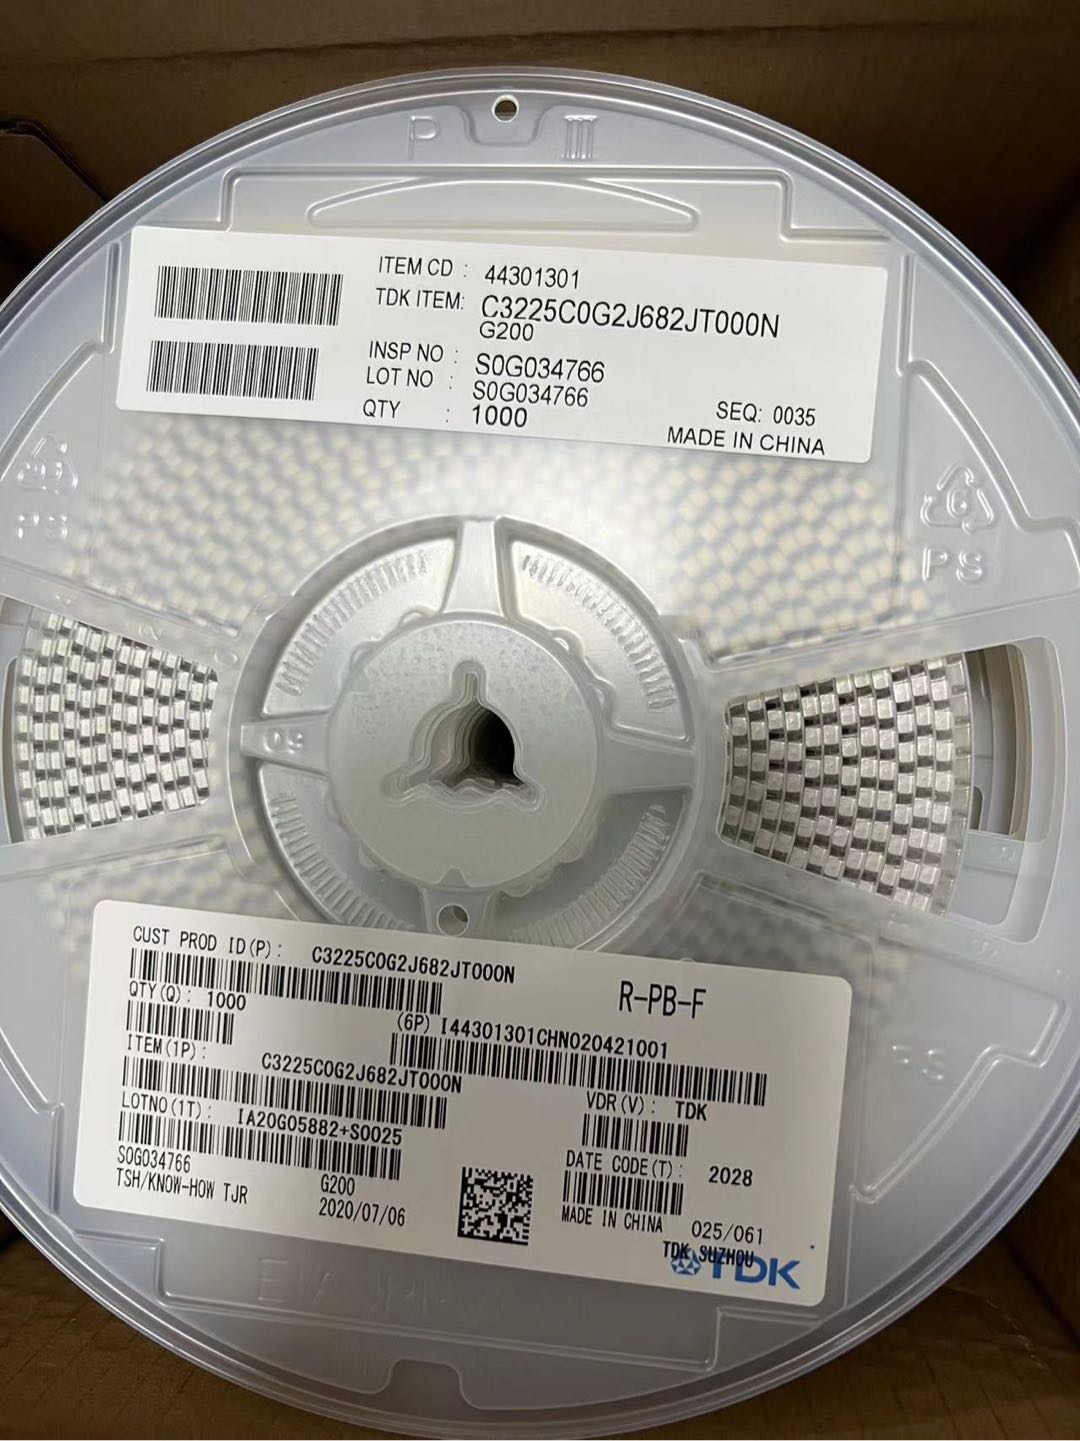 P
ITEM CD : 44301301
TDK ITEM: C3225C0G2J682JT000N
G200
INSP NO : S0G034766
LOT NO : S0G034766
QTY : 1000
SEQ: 0035
MADE IN CHINA
6
PS
PS
CUST PROD ID(P): C3225C0G2J682JT000N
R-PB-F
QTY(Q): 1000
(6P) I44301301CHN020421001
ITEM(1P): C3225C0G2J682JT000N
VDR(V): TDK
LOTNO(1T): IA20G05882+S0025
DATE CODE(T): 2028
S0G034766
G200
TSH/KNOW-HOW TJR
2020/07/06
MADE IN CHINA
025/061
TDK SUZHOU
TDK